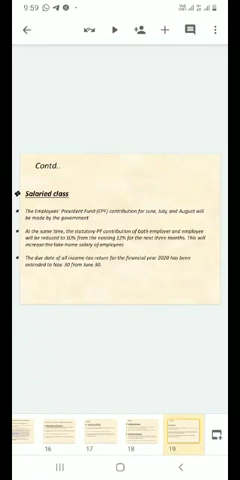 9:59
Contd..
Salaried class
The Employees' Provident Fund (EPF) contribution for June, July, and August will
be made by the government
At the same time, the statutory PF contribution of both employer and employee
will be reduced to 10% from the existing 12% for the next three months. This will
increase the take-home salary of employees
The due date of all income-tax return for the financial year 2020 has been
extended to Nov 30 from June 30.
16
17
18
19